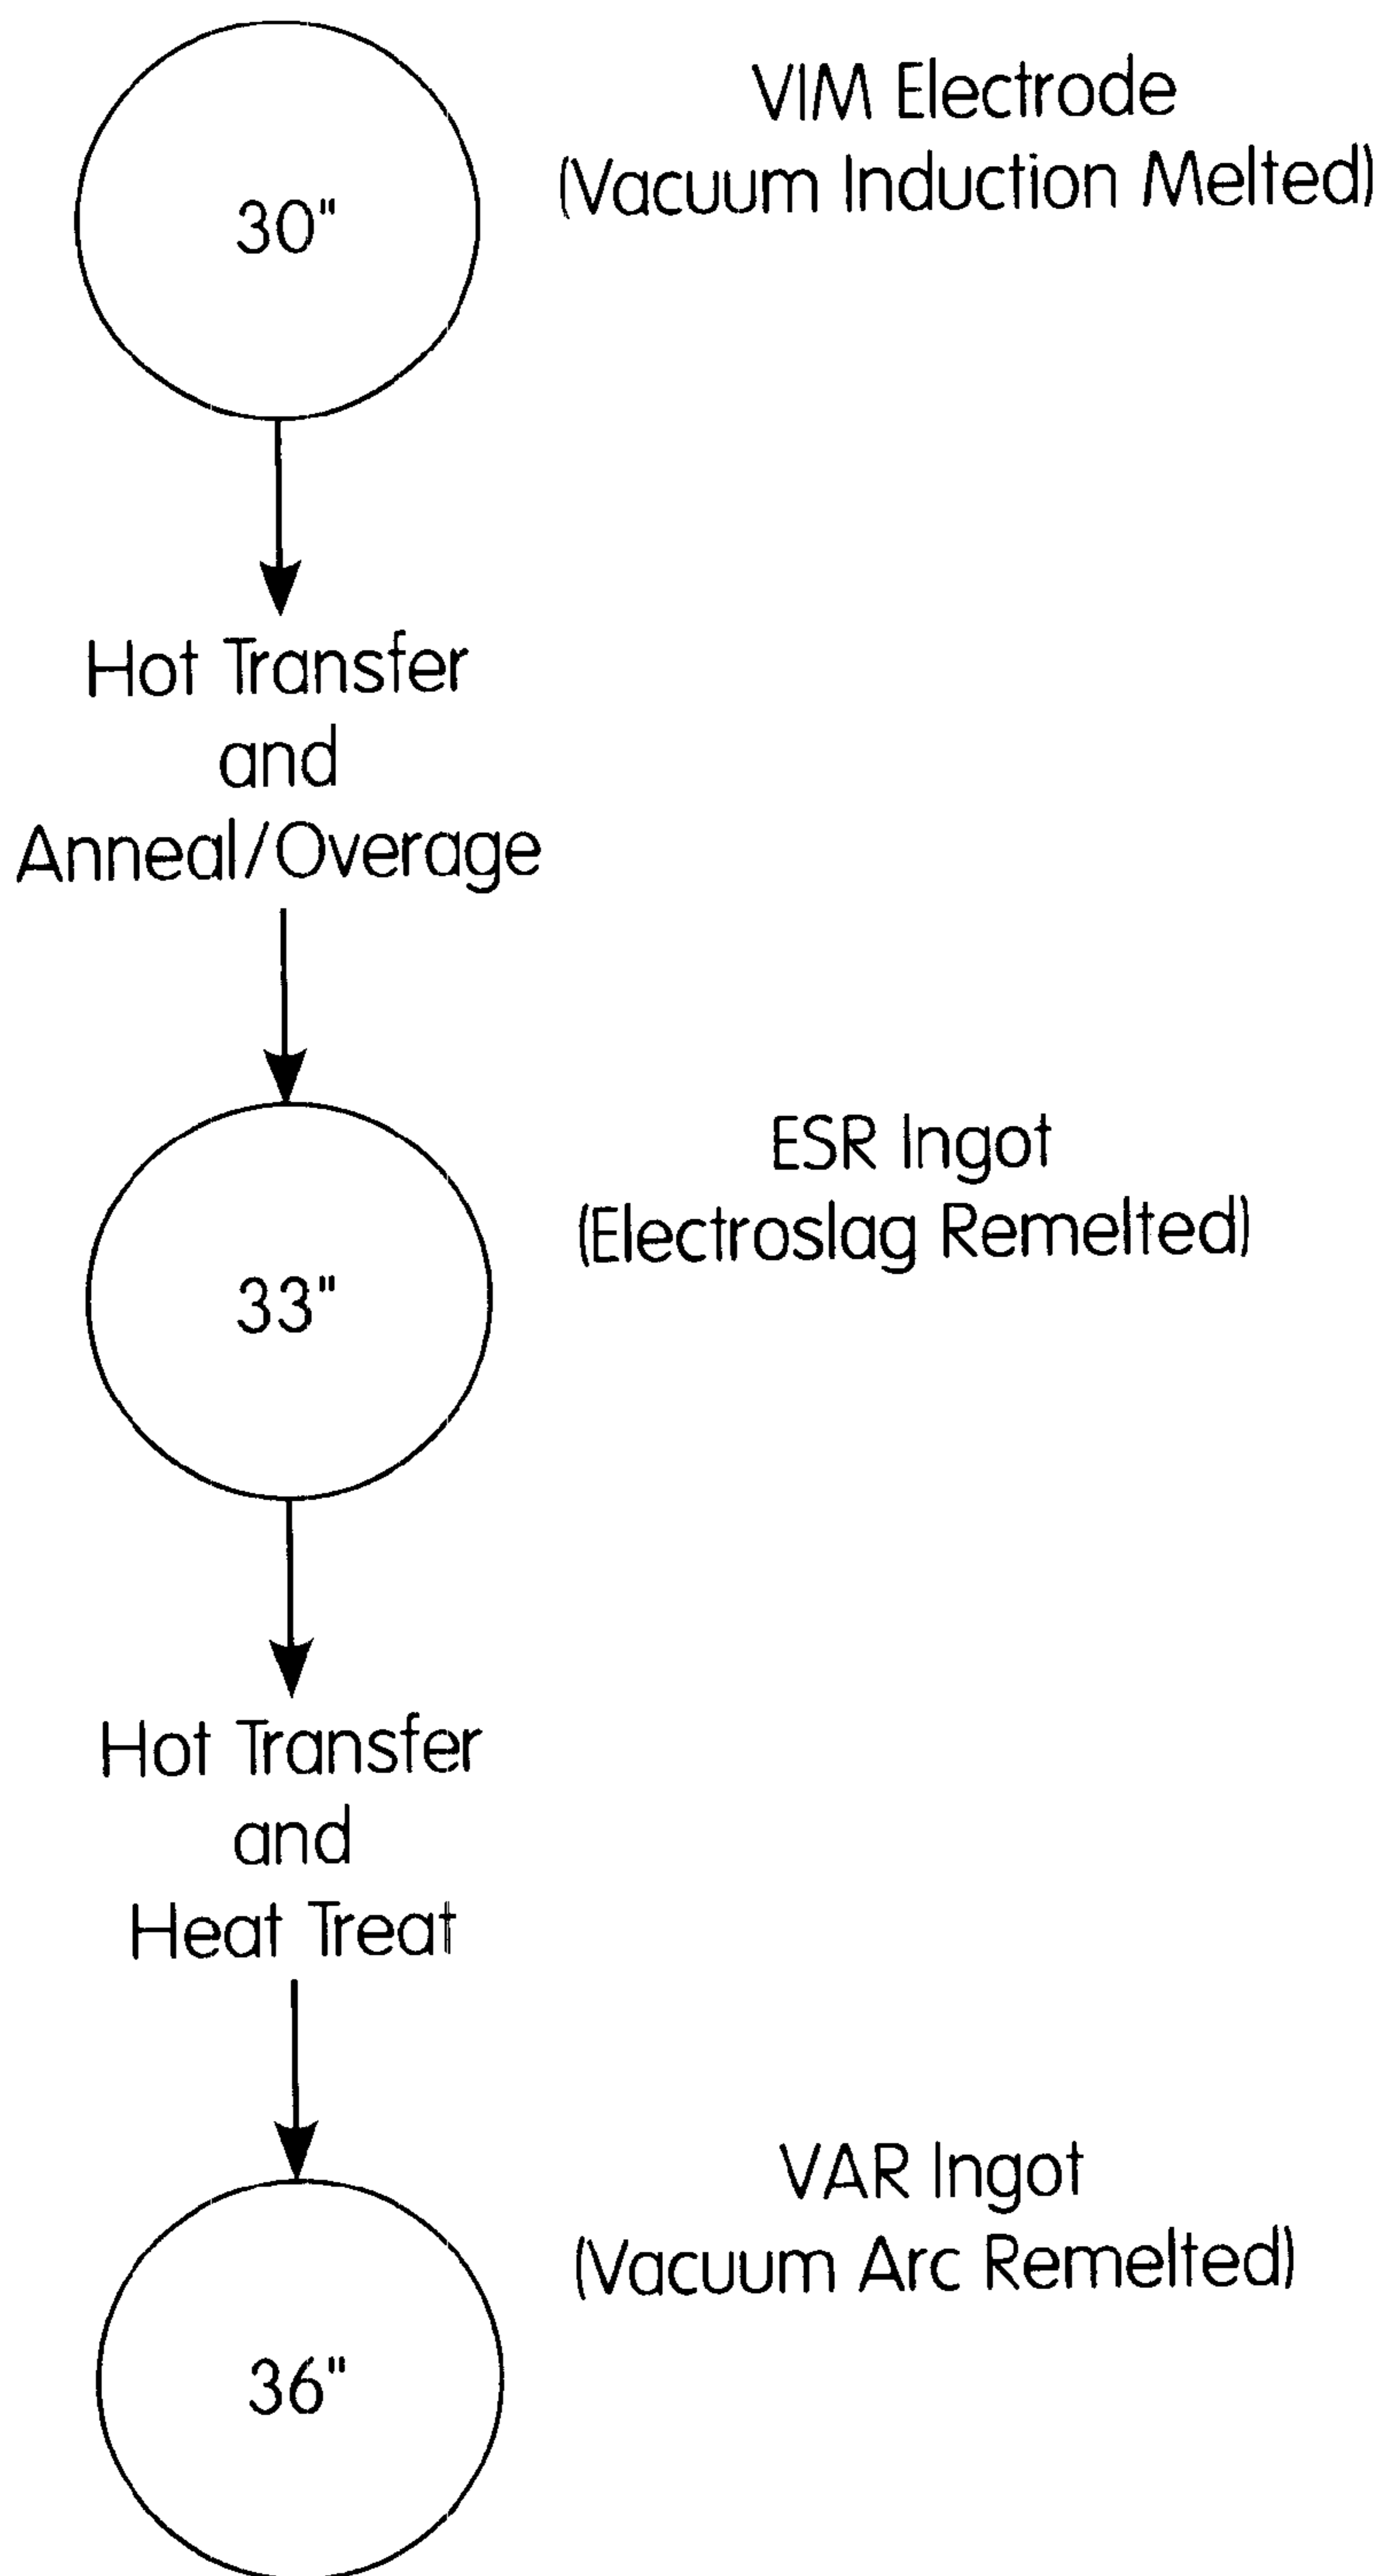 30"
VIM Electrode
(Vacuum Induction Melted)
Hot Transfer
and
Anneal/Overage
33"
ESR Ingot
(Electroslag Remelted)
Hot Transfer
and
Heat Treat
36"
VAR Ingot
(Vacuum Arc Remelted)